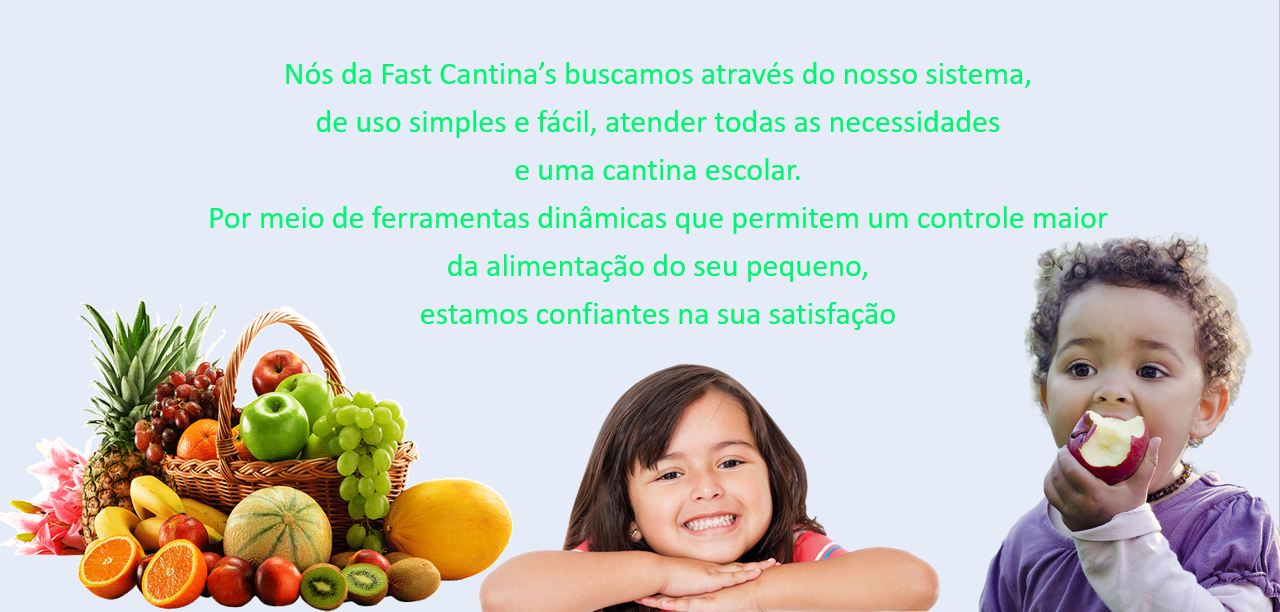 Nós da Fast Cantina’s buscamos através do nosso sistema,
de uso simples e fácil, atender todas as necessidades
e uma cantina escolar.
Por meio de ferramentas dinâmicas que permitem um controle maior
da alimentação do seu pequeno,
estamos confiantes na sua satisfação